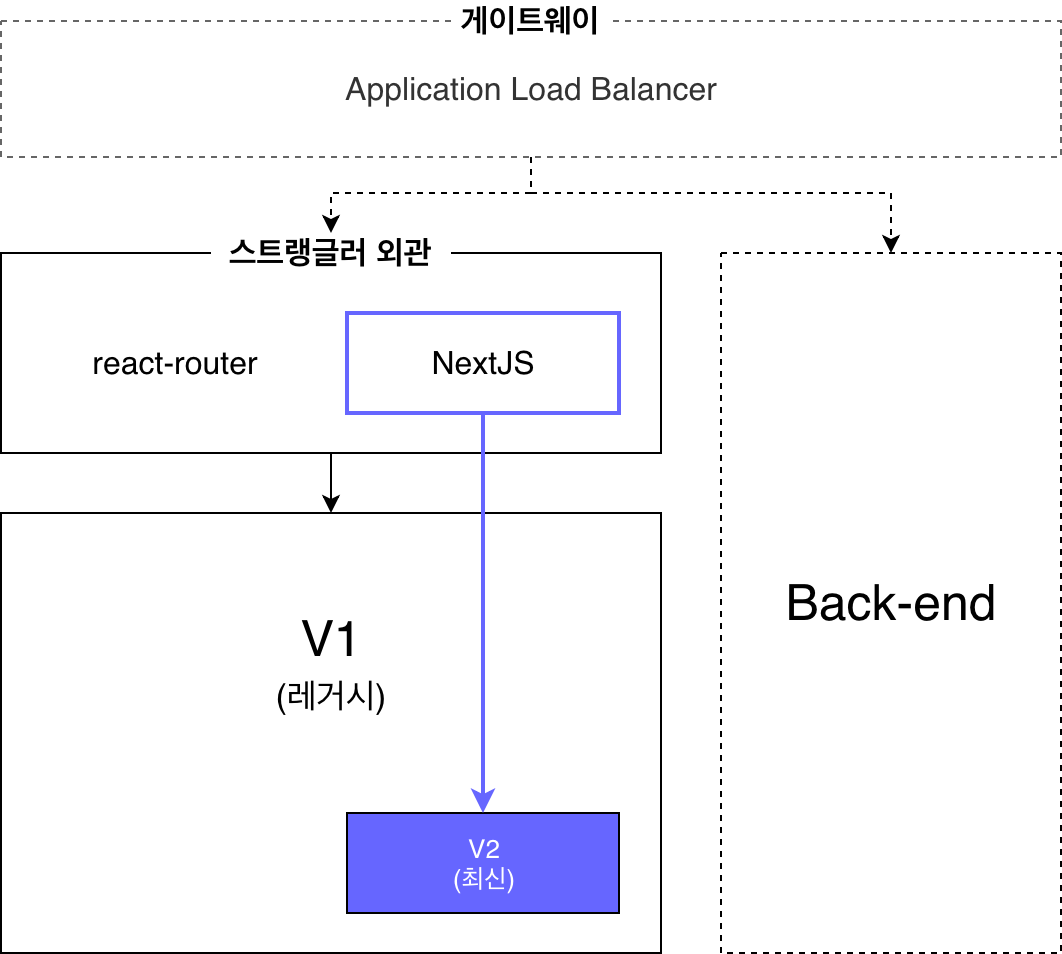 게이트웨이
Application Load Balancer
스트랭글러 외관
react-router
NextJS
V1
(레거시)
V2
(최신)
Back-end